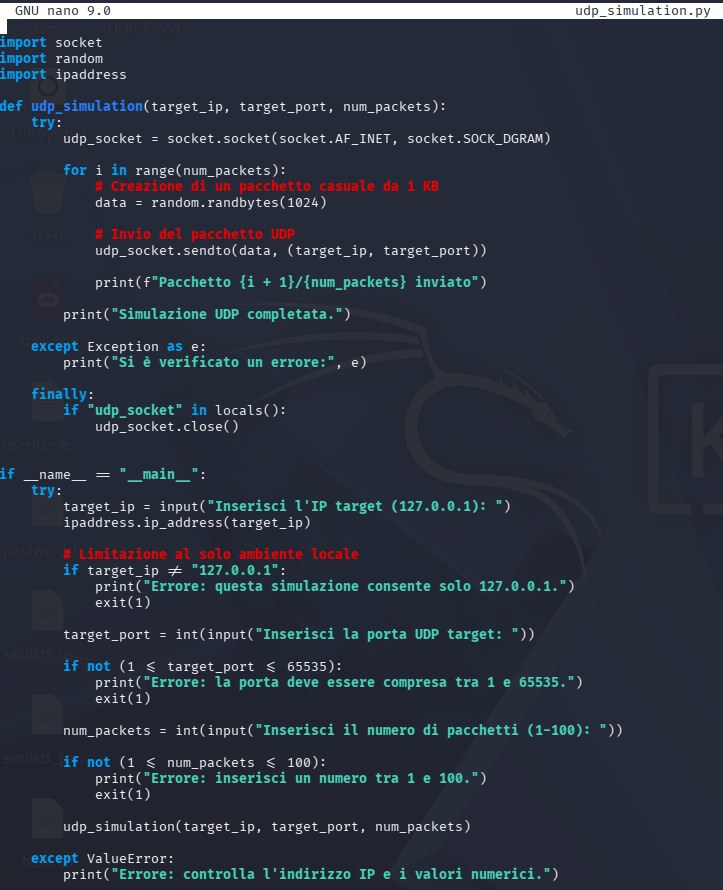 GNU nano 9.0 udp_simulation.py
import socket
import random
import ipaddress
def udp_simulation(target_ip, target_port, num_packets):
    try:
        udp_socket = socket.socket(socket.AF_INET, socket.SOCK_DGRAM)
        for i in range(num_packets):
            # Creazione di un pacchetto casuale da 1 KB
            data = random.randbytes(1024)
            # Invio del pacchetto UDP
            udp_socket.sendto(data, (target_ip, target_port))
            print(f"Pacchetto {i + 1}/{num_packets} inviato")
        print("Simulazione UDP completata.")
    except Exception as e:
        print("Si è verificato un errore:", e)
    finally:
        if "udp_socket" in locals():
            udp_socket.close()
if __name__ == "__main__":
    try:
        target_ip = input("Inserisci l'IP target (127.0.0.1): ")
        ipaddress.ip_address(target_ip)
        # Limitazione al solo ambiente locale
        if target_ip ≠ "127.0.0.1":
            print("Errore: questa simulazione consente solo 127.0.0.1.")
            exit(1)
        target_port = int(input("Inserisci la porta UDP target: "))
        if not (1 ≤ target_port ≤ 65535):
            print("Errore: la porta deve essere compresa tra 1 e 65535.")
            exit(1)
        num_packets = int(input("Inserisci il numero di pacchetti (1-100): "))
        if not (1 ≤ num_packets ≤ 100):
            print("Errore: inserisci un numero tra 1 e 100.")
            exit(1)
        udp_simulation(target_ip, target_port, num_packets)
    except ValueError:
        print("Errore: controlla l'indirizzo IP e i valori numerici.")